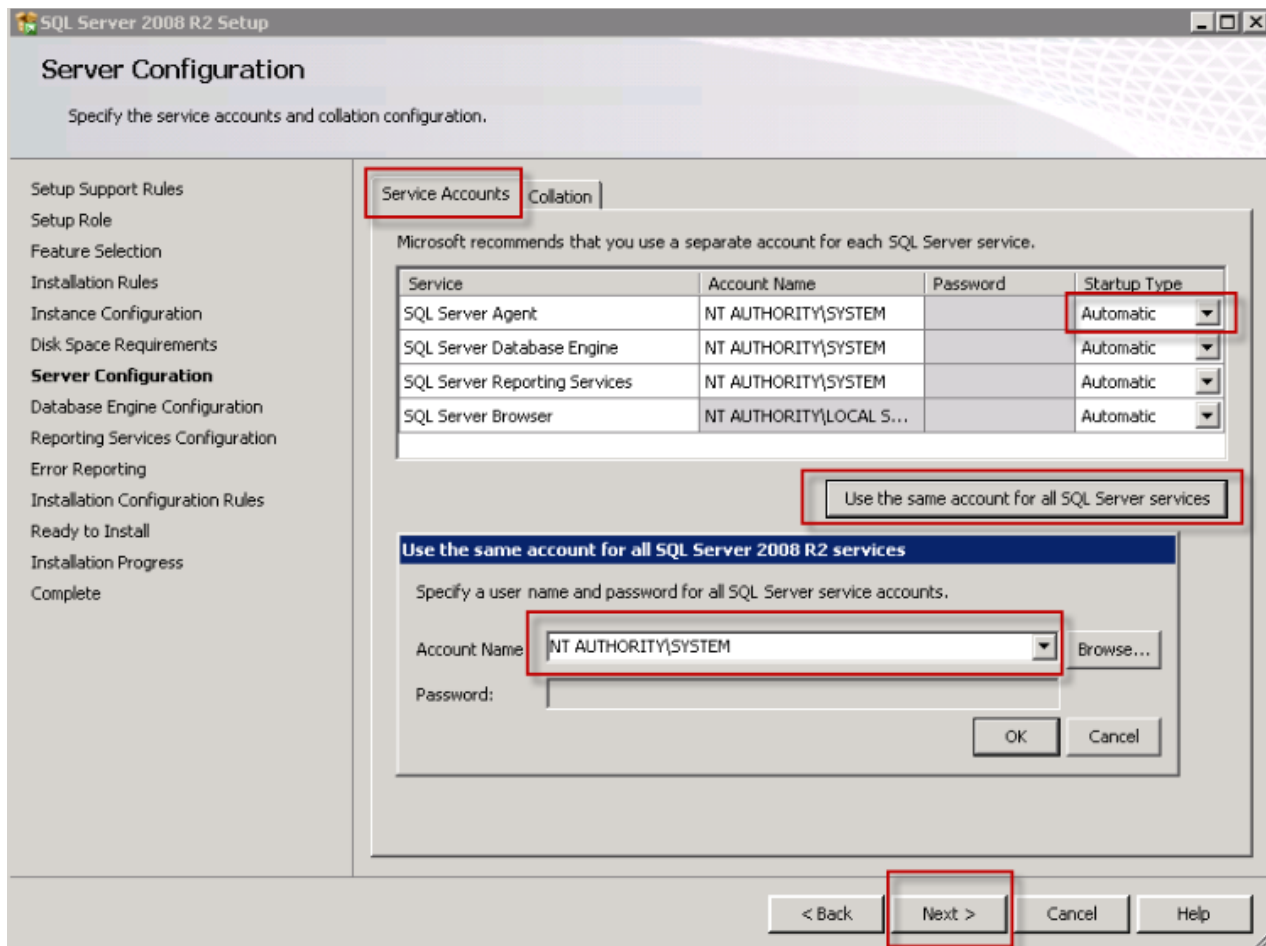 SQL Server 2008 R2 Setup
Server Configuration
Specify the service accounts and collation configuration.
Setup Support Rules
Setup Role
Feature Selection
Installation Rules
Instance Configuration
Disk Space Requirements
Server Configuration
Database Engine Configuration
Reporting Services Configuration
Error Reporting
Installation Configuration Rules
Ready to Install
Installation Progress
Complete
Service Accounts Collation
Microsoft recommends that you use a separate account for each SQL Server service.
Service Account Name Password Startup Type
SQL Server Agent NT AUTHORITY\SYSTEM Automatic
SQL Server Database Engine NT AUTHORITY\SYSTEM Automatic
SQL Server Reporting Services NT AUTHORITY\SYSTEM Automatic
SQL Server Browser NT AUTHORITY\LOCAL S... Automatic
Use the same account for all SQL Server services
Use the same account for all SQL Server 2008 R2 services
Specify a user name and password for all SQL Server service accounts.
Account Name NT AUTHORITY\SYSTEM Browse...
Password:
OK Cancel
< Back Next > Cancel Help